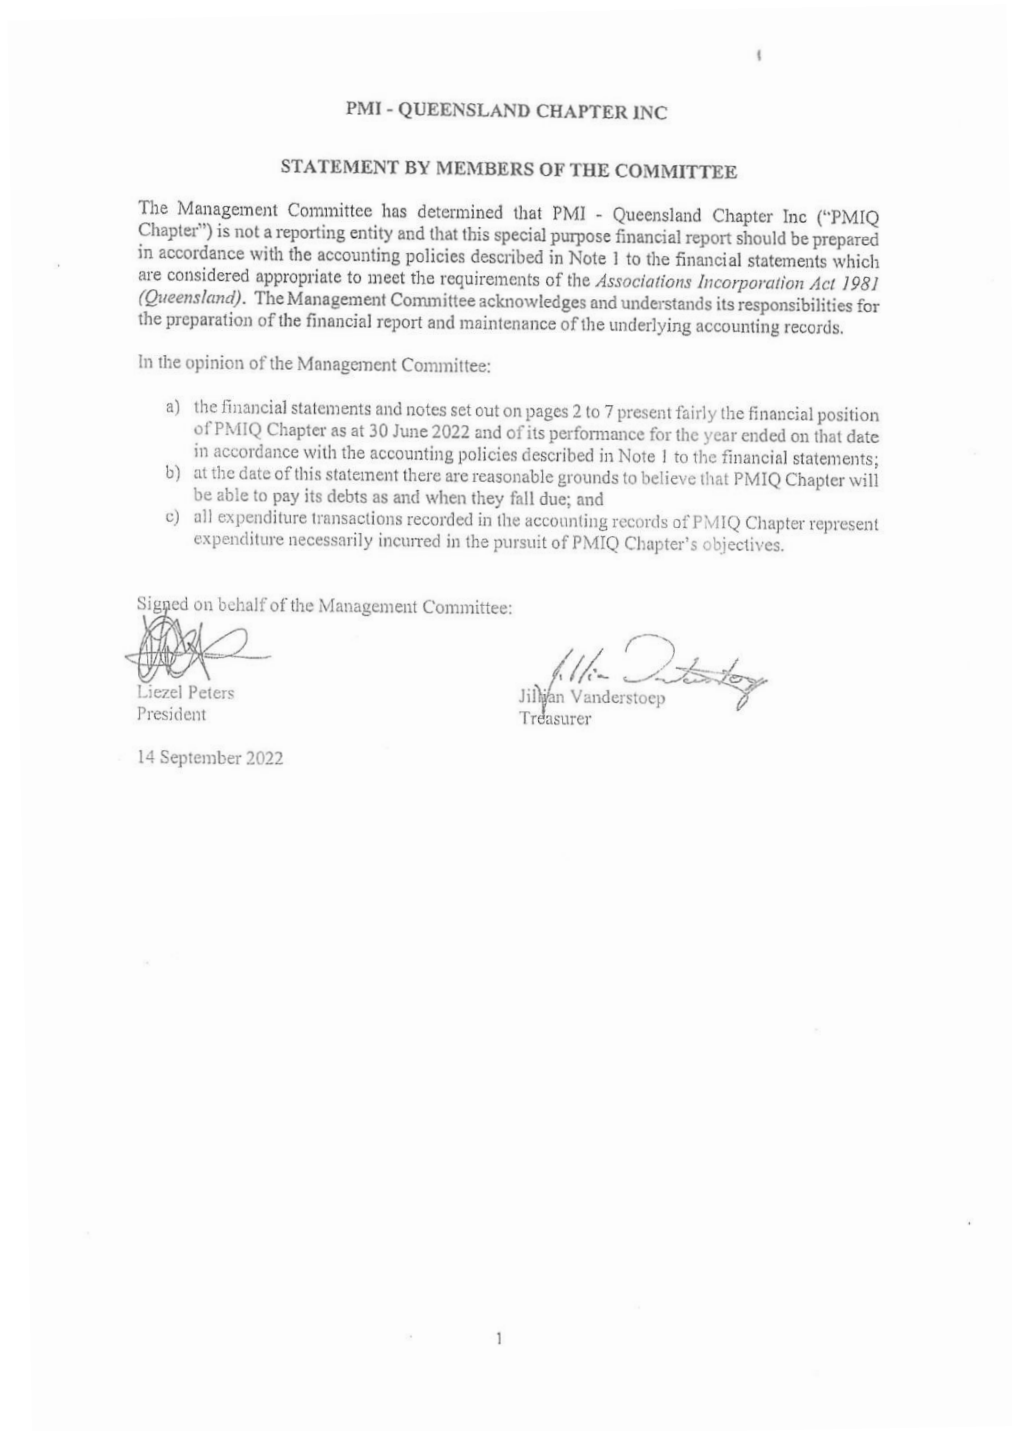 PMI - QUEENSLAND CHAPTER INC
STATEMENT BY MEMBERS OF THE COMMITTEE
The Management Committee has determined that PMI - Queensland Chapter Inc ("PMIQ
Chapter") is not a reporting entity and that this special purpose financial report should be prepared
in accordance with the accounting policies described in Note 1 to the financial statements which
are considered appropriate to meet the requirements of the Associations Incorporation Act 1981
(Queensland). The Management Committee acknowledges and understands its responsibilities for
the preparation of the financial report and maintenance of the underlying accounting records.
In the opinion of the Management Committee:
a) the financial statements and notes set out on pages 2 to 7 present fairly the financial position
of PMIQ Chapter as at 30 June 2022 and of its performance for the year ended on that date
in accordance with the accounting policies described in Note 1 to the financial statements;
b) at the date of this statement there are reasonable grounds to believe that PMIQ Chapter will
be able to pay its debts as and when they fall due; and
c) all expenditure transactions recorded in the accounting records of PMIQ Chapter represent
expenditure necessarily incurred in the pursuit of PMIQ Chapter's objectives.
Signed on behalf of the Management Committee:
Liezel Peters
President
Jillian Vanderstoep
Treasurer
14 September 2022
1